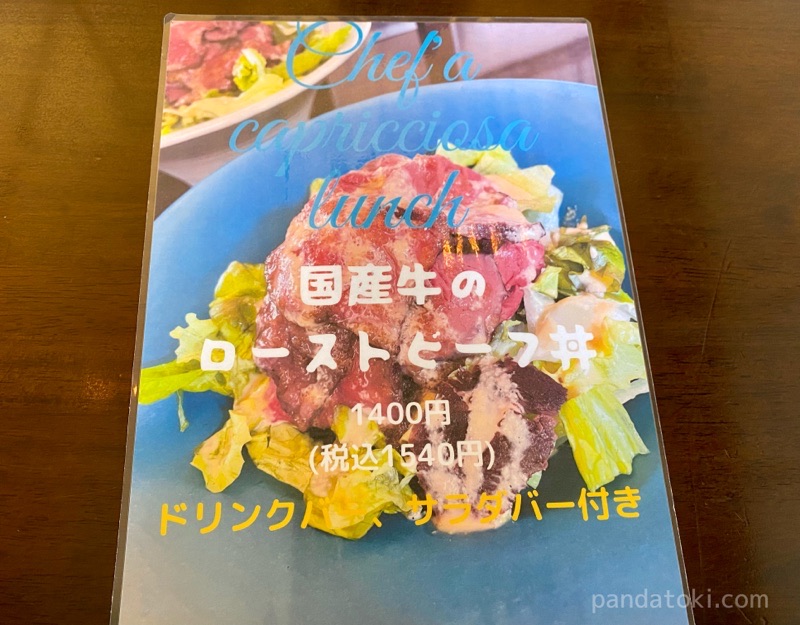 Chef'a
capricciosa
lunch
国産牛の
ローストビーフ丼
1400円
(税込1540円)
ドリンクバー、サラダバー付き
pandatoki.com